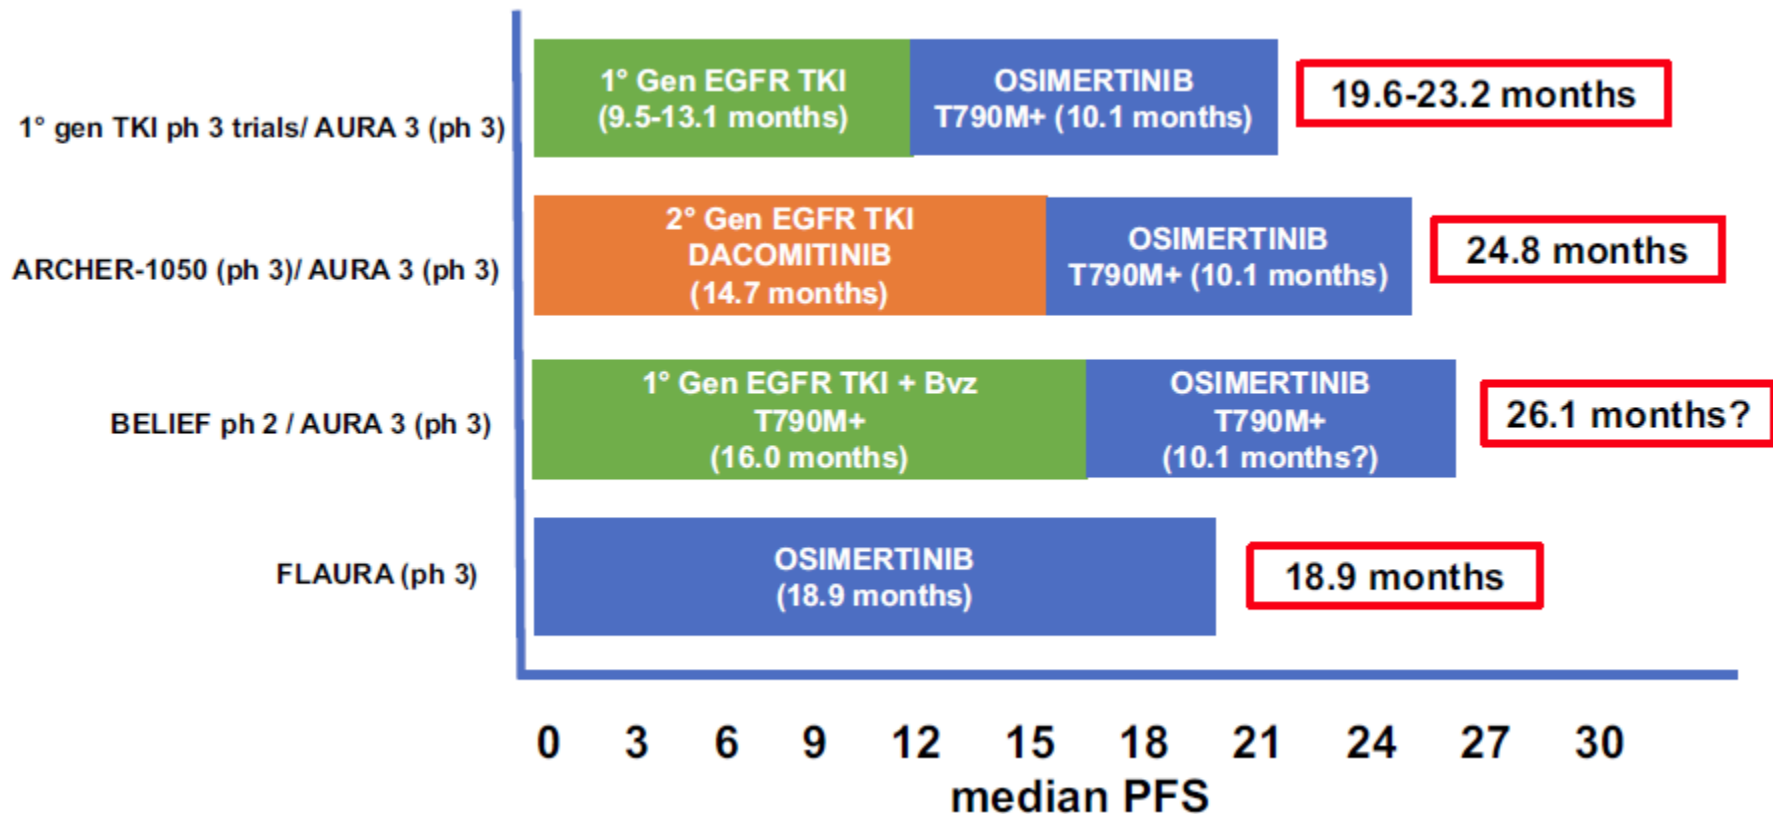 1° Gen EGFR TKI
(9.5-13.1 months)
OSIMERTINIB
T790M+ (10.1 months)
19.6-23.2 months
1° gen TKI ph 3 trials/ AURA 3 (ph 3)
2° Gen EGFR TKI
DACOMITINIB
(14.7 months)
OSIMERTINIB
T790M+ (10.1 months)
24.8 months
ARCHER-1050 (ph 3)/ AURA 3 (ph 3)
1° Gen EGFR TKI + Bvz
T790M+
(16.0 months)
OSIMERTINIB
T790M+
(10.1 months?)
26.1 months?
BELIEF ph 2 / AURA 3 (ph 3)
OSIMERTINIB
(18.9 months)
18.9 months
FLAURA (ph 3)
0 3 6 9 12 15 18 21 24 27 30
median PFS